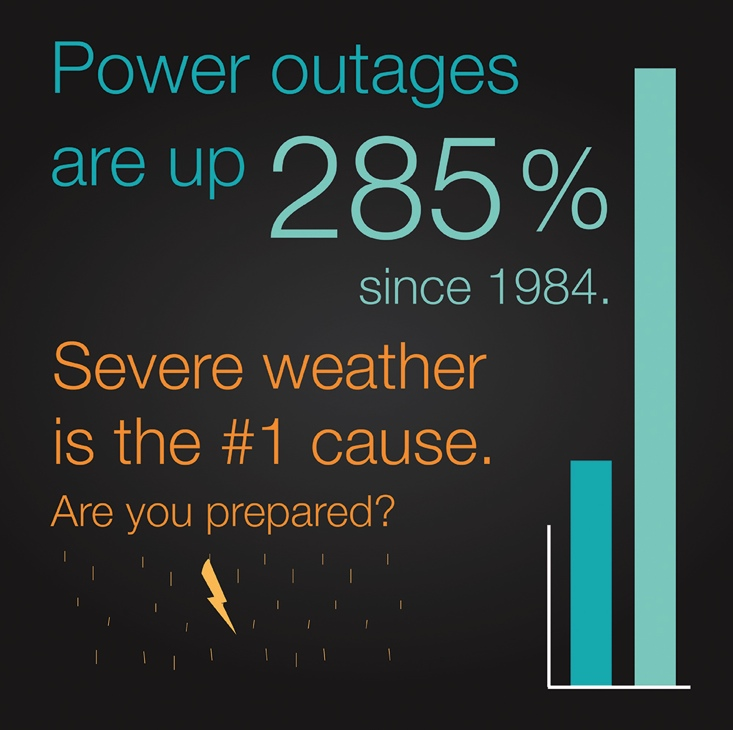 Power outages
are up 285%
since 1984.
Severe weather
is the #1 cause.
Are you prepared?